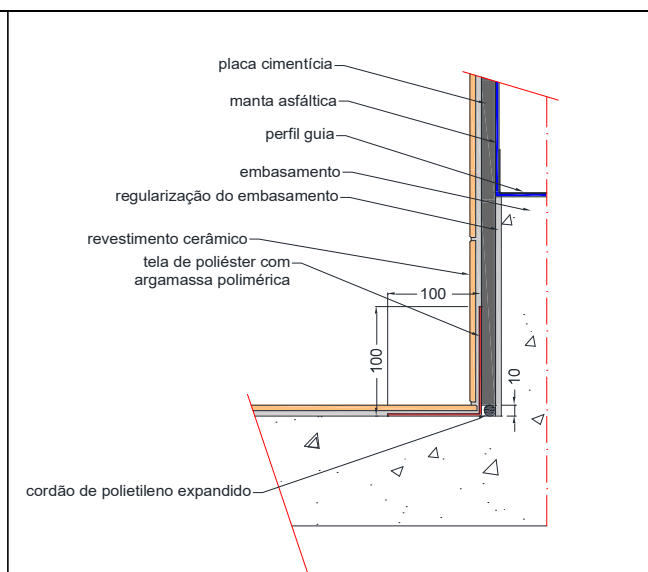 placa cimentícia
manta asfáltica
perfil guia
embasamento
regularização do embasamento
revestimento cerâmico
tela de poliéster com
argamassa polimérica
100
100
10
cordão de polietileno expandido